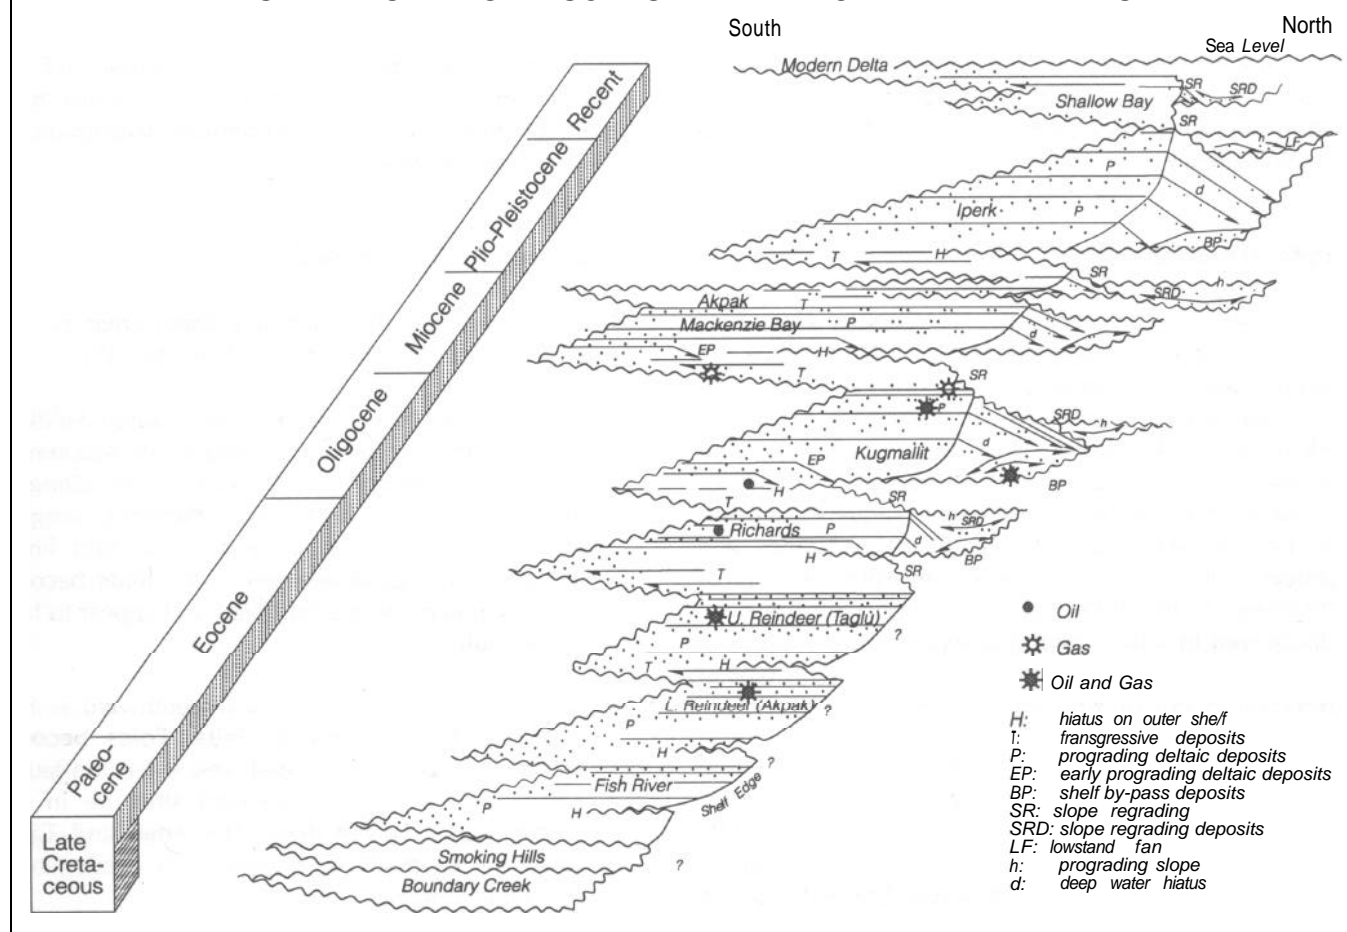 South
North
Sea Level
Modern Delta
SR
SRD
Shallow Bay
SR
h
LF
P
d
Iperk
P
BP
T
H
SR
h
SRD
Akpak
T
Mackenzie Bay
P
d
EP
H
T
SR
P
SRD
h
d
Kugmallit
EP
BP
H
SR
T
h
SRD
Richards
P
d
BP
H
SR
T
U. Reindeer (Taglu)
?
P
H
T
L. Reindeer (Akpak)
?
P
H
?
Fish River
Shelf Edge
P
H
Smoking Hills
?
Boundary Creek
Recent
Plio-Pleistocene
Miocene
Oligocene
Eocene
Paleo-
cene
Late
Creta-
ceous
Oil
Gas
Oil and Gas
H: hiatus on outer she/f
T: fransgressive deposits
P: prograding deltaic deposits
EP: early prograding deltaic deposits
BP: shelf by-pass deposits
SR: slope regrading
SRD: slope regrading deposits
LF: lowstand fan
h: prograding slope
d: deep water hiatus